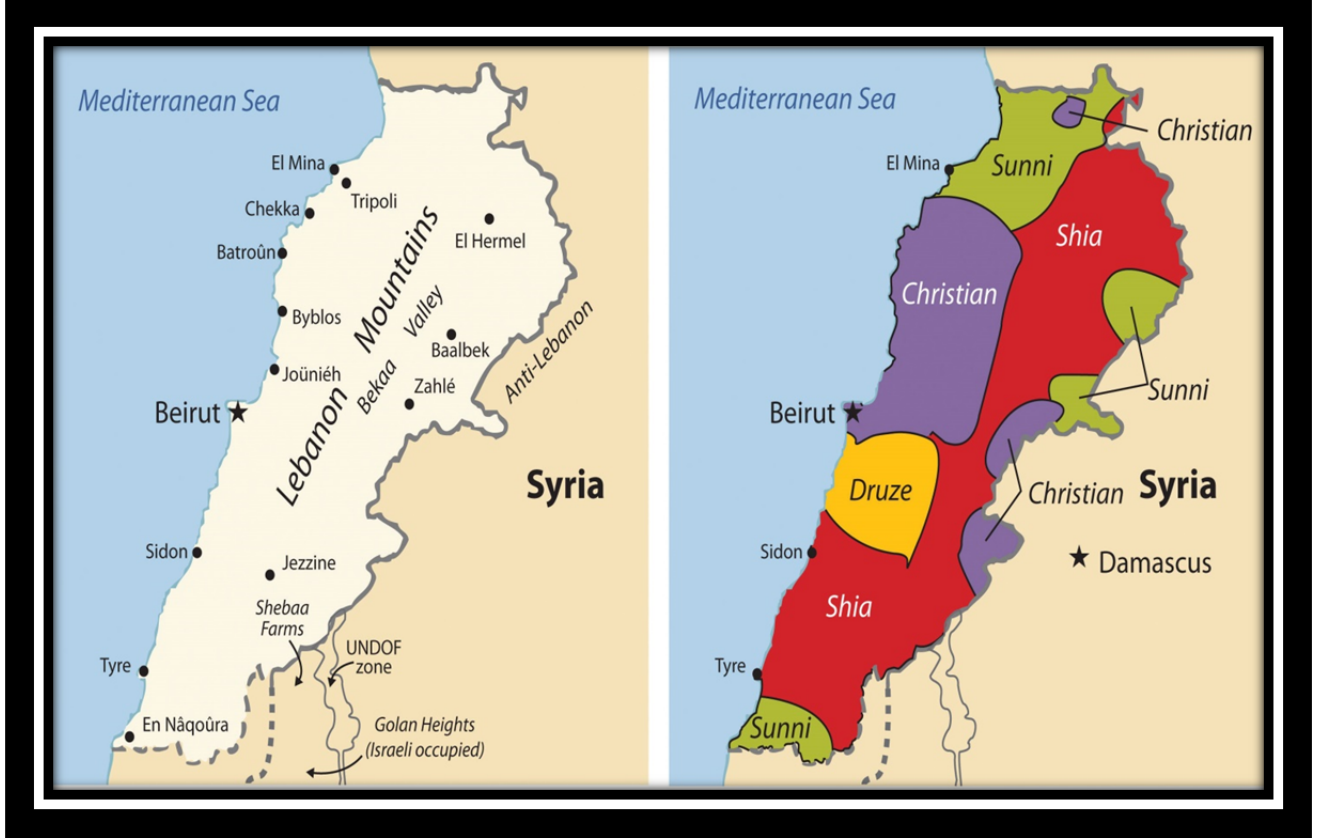 Mediterranean Sea
El Mina
Tripoli
Chekka
El Hermel
Batroûn
Lebanon Mountains
Bekaa Valley
Byblos
Baalbek
Anti-Lebanon
Joüniéh
Zahlé
Beirut
Syria
Sidon
Jezzine
Shebaa
Farms
UNDOF
zone
Tyre
En Nâqoûra
Golan Heights
(Israeli occupied)
Mediterranean Sea
Christian
El Mina
Sunni
Shia
Christian
Sunni
Beirut
Druze
Christian
Syria
Sidon
Damascus
Shia
Tyre
Sunni